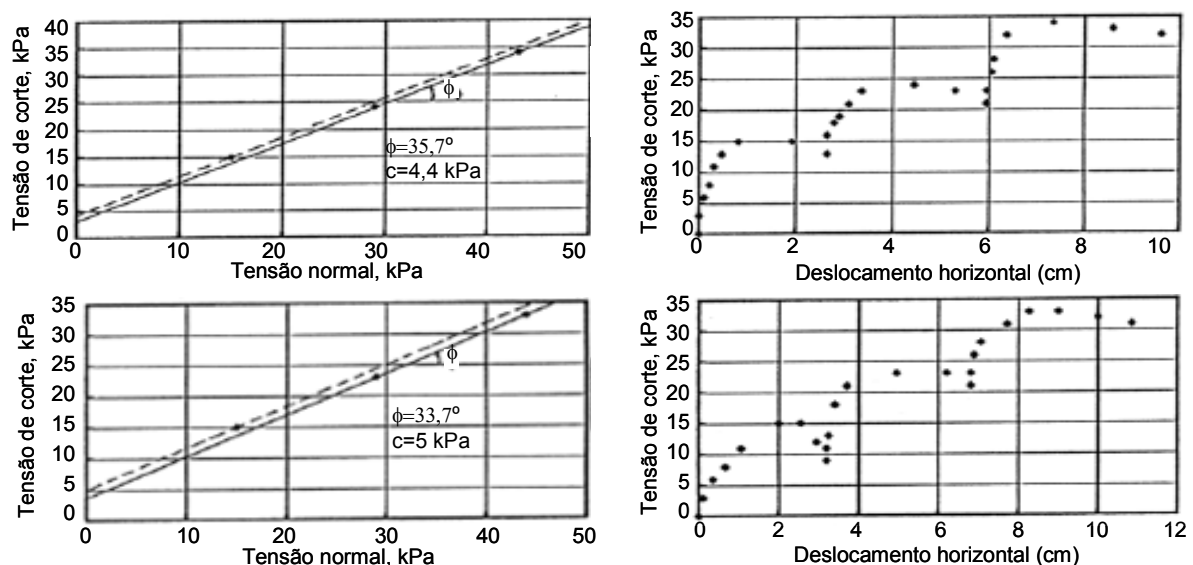 Tensão de corte, kPa
40
35
30
25
20
15
10
5
0
0 10 20 30 40 50
Tensão normal, kPa
ϕ
ϕ=35,7º
c=4,4 kPa
Tensão de corte, kPa
35
30
25
20
15
10
5
0
0 2 4 6 8 10
Deslocamento horizontal (cm)
Tensão de corte, kPa
35
30
25
20
15
10
5
0
0 10 20 30 40 50
Tensão normal, kPa
ϕ
ϕ=33,7º
c=5 kPa
Tensão de corte, kPa
35
30
25
20
15
10
5
0
0 2 4 6 8 10 12
Deslocamento horizontal (cm)